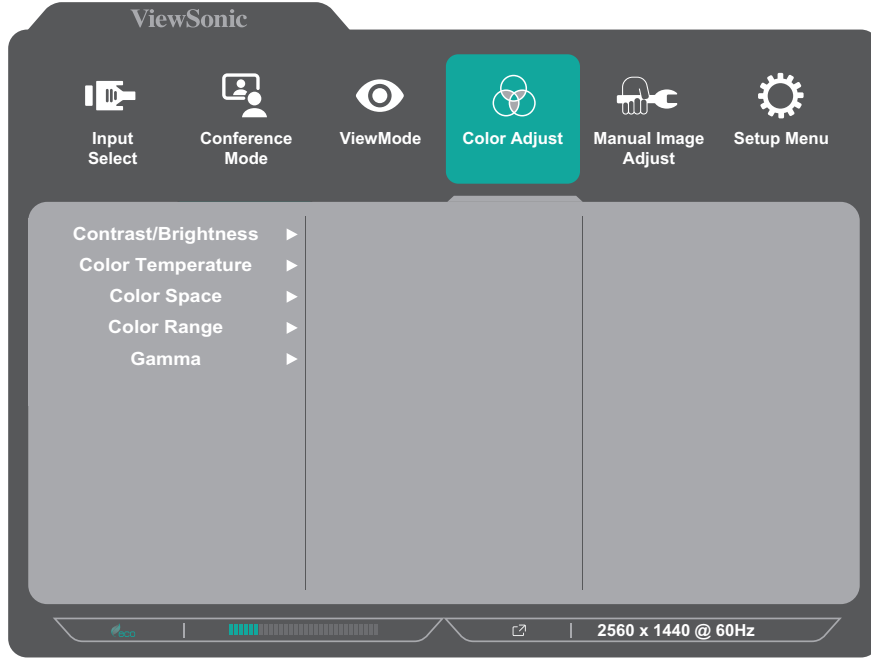 ViewSonic
Input
Select
Conference
Mode
ViewMode
Color Adjust
Manual Image
Adjust
Setup Menu
Contrast/Brightness
Color Temperature
Color Space
Color Range
Gamma
eco
2560 x 1440 @ 60Hz